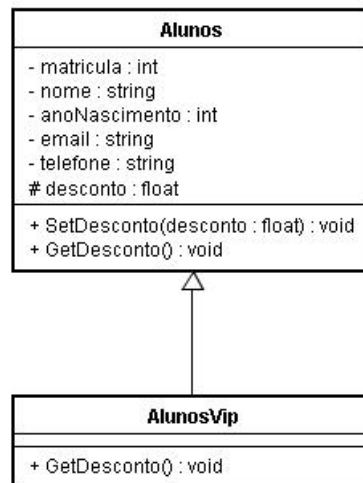 Alunos
- matricula : int
- nome : string
- anoNascimento : int
- email : string
- telefone : string
# desconto : float
+ SetDesconto(desconto : float) : void
+ GetDesconto() : void
AlunosVip
+ GetDesconto() : void